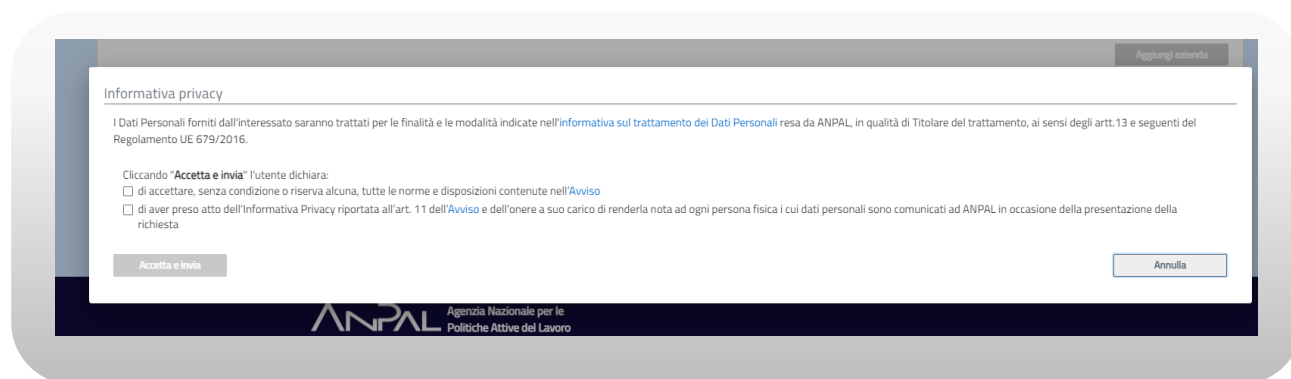 Aggiungi azienda
Informativa privacy
I Dati Personali forniti dall'interessato saranno trattati per le finalità e le modalità indicate nell'informativa sul trattamento dei Dati Personali resa da ANPAL, in qualità di Titolare del trattamento, ai sensi degli artt.13 e seguenti del
Regolamento UE 679/2016.
Cliccando "Accetta e invia" l'utente dichiara:
di accettare, senza condizione o riserva alcuna, tutte le norme e disposizioni contenute nell'Avviso
di aver preso atto dell'Informativa Privacy riportata all'art. 11 dell'Avviso e dell'onere a suo carico di renderla nota ad ogni persona fisica i cui dati personali sono comunicati ad ANPAL in occasione della presentazione della
richiesta
Accetta e invia
Annulla
ANPAL
Agenzia Nazionale per le
Politiche Attive del Lavoro